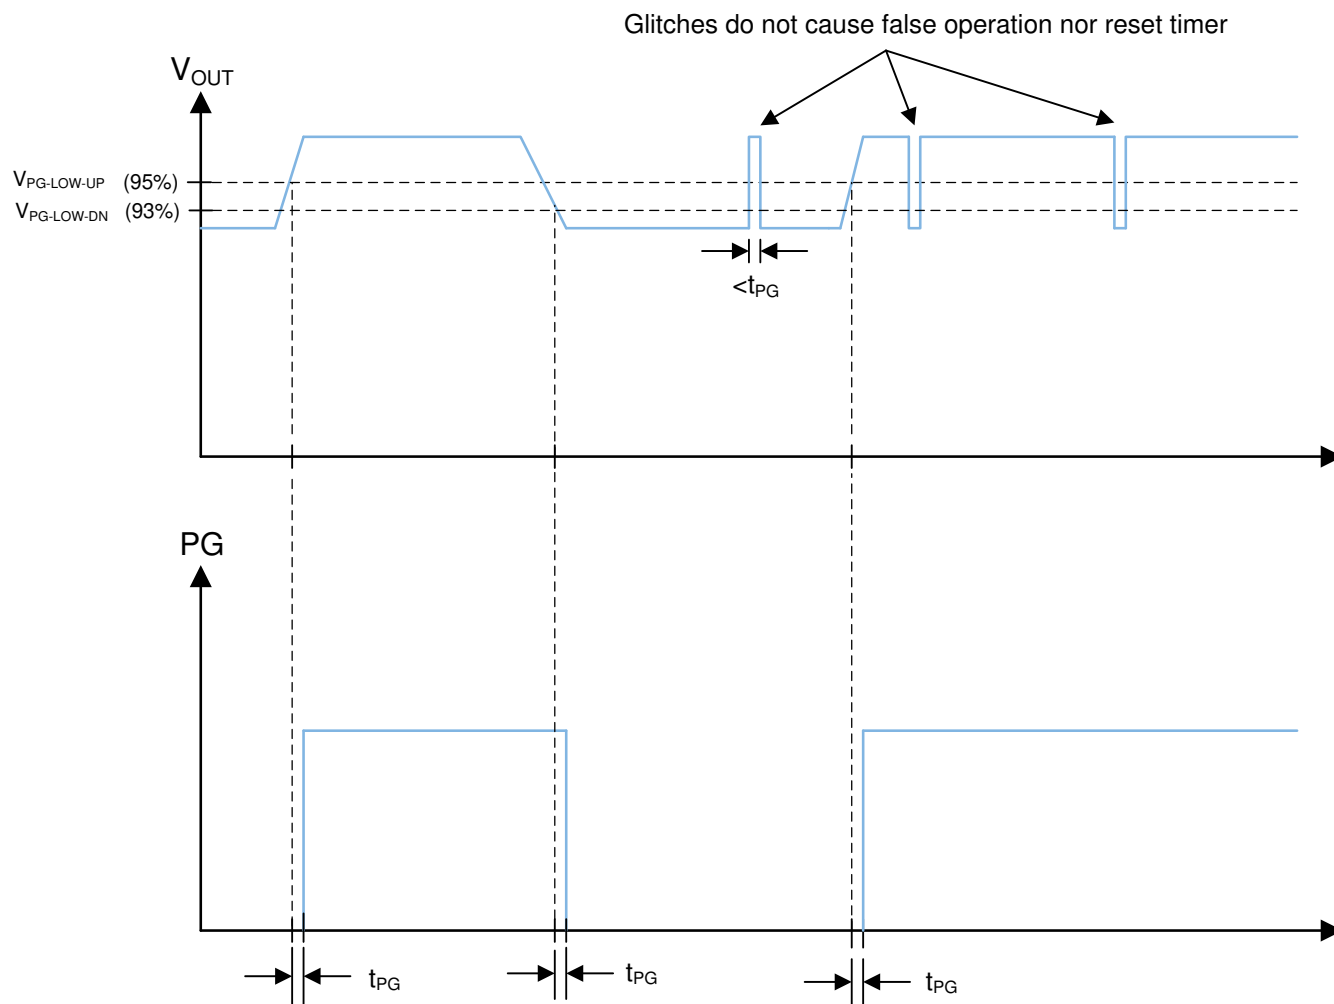 Glitches do not cause false operation nor reset timer
VOUT
VPG-LOW-UP (95%)
VPG-LOW-DN (93%)
<tPG
PG
tPG
tPG
tPG